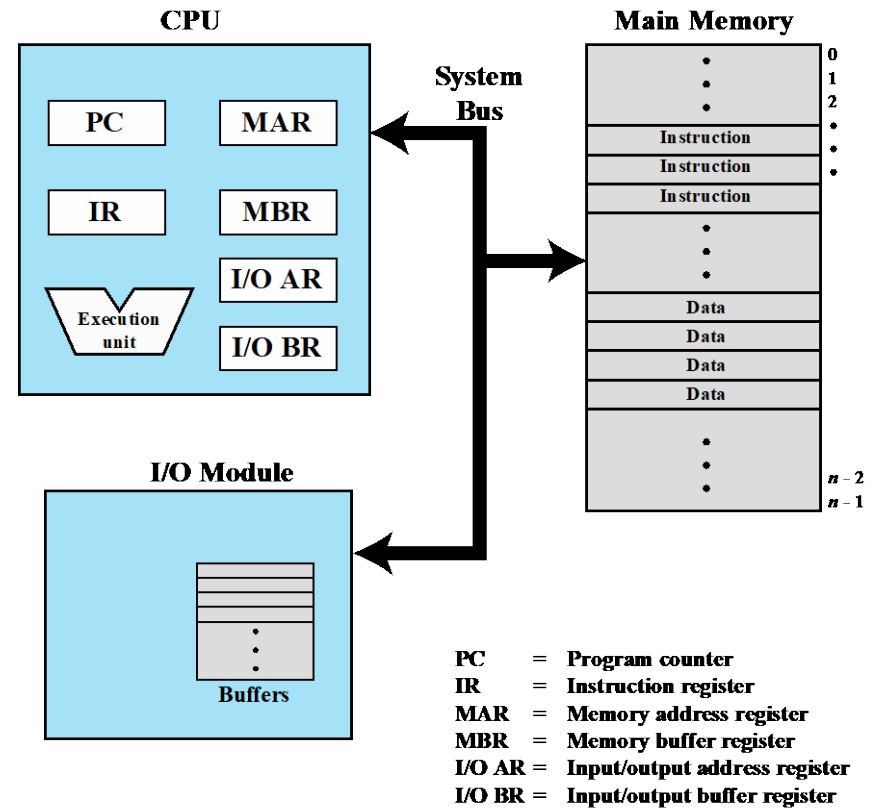 CPU
Main Memory
System
Bus
PC
MAR
IR
MBR
I/O AR
I/O BR
Execution
unit
0
1
2
Instruction
Instruction
Instruction
Data
Data
Data
Data
n - 2
n - 1
I/O Module
Buffers
PC = Program counter
IR = Instruction register
MAR = Memory address register
MBR = Memory buffer register
I/O AR = Input/output address register
I/O BR = Input/output buffer register